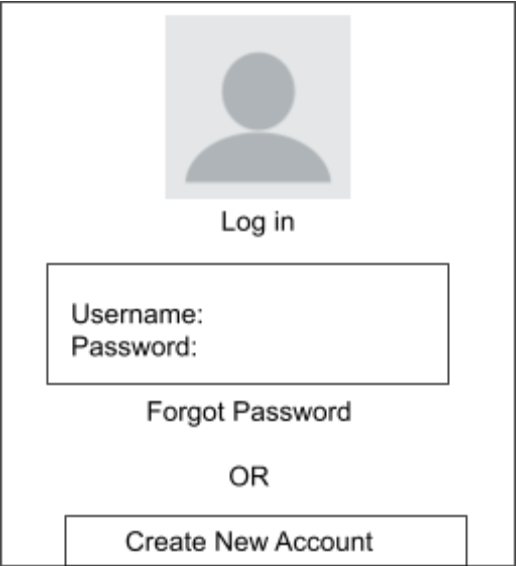 Log in
Username:
Password:
Forgot Password
OR
Create New Account